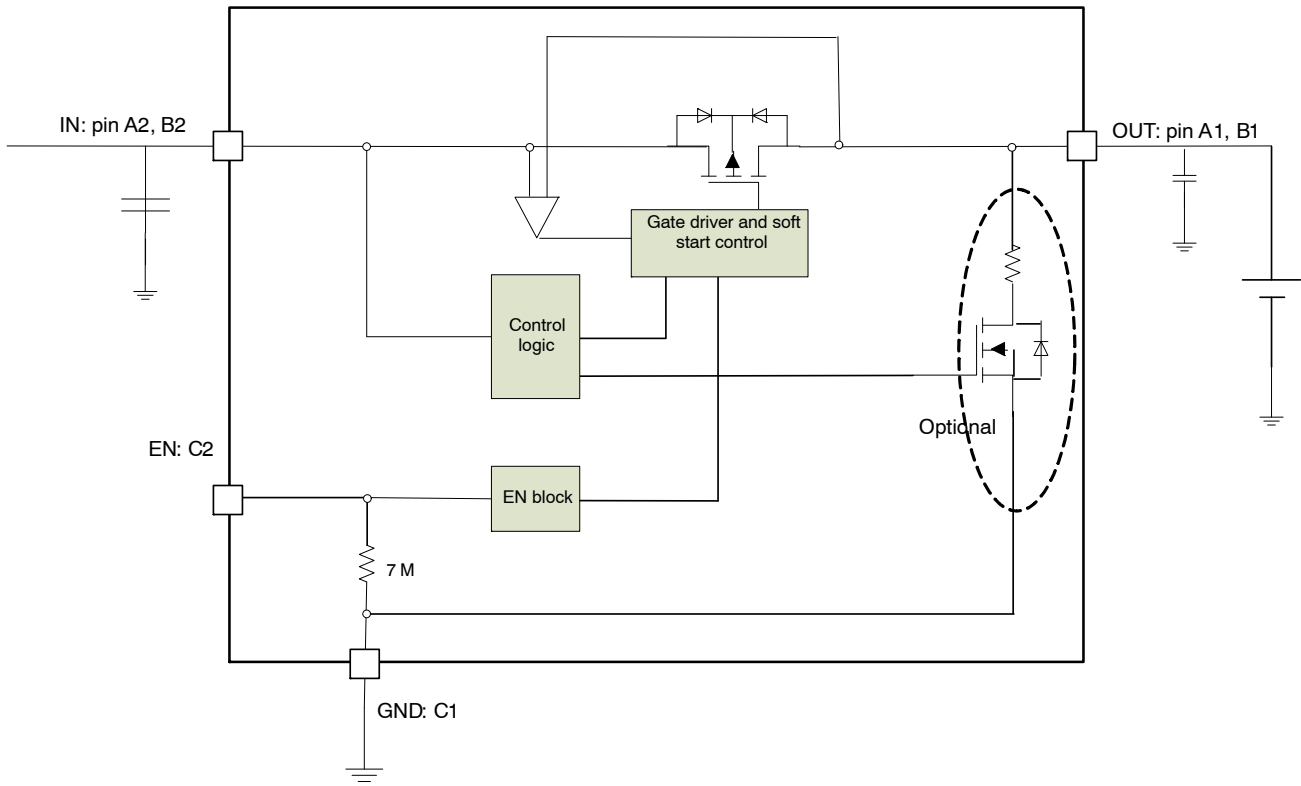 IN: pin A2, B2
OUT: pin A1, B1
Gate driver and soft
start control
Control
logic
Optional
EN: C2
EN block
7 M
GND: C1